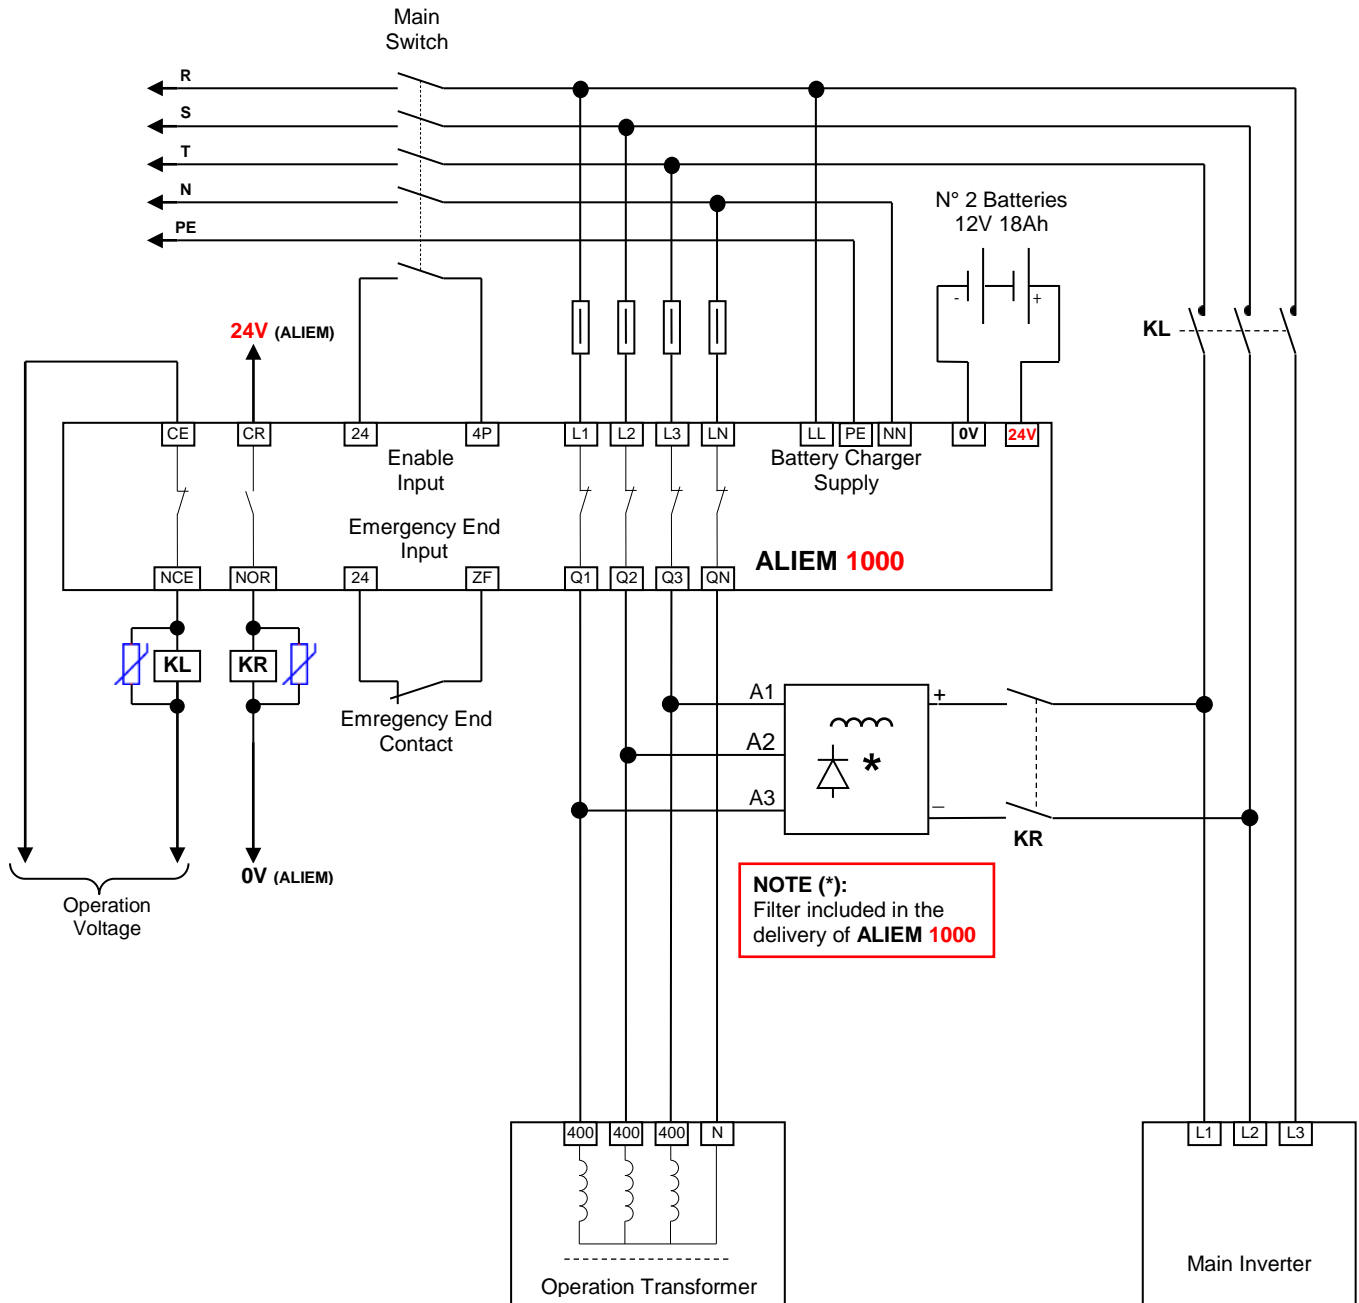 Main
Switch
R
S
T
N
PE
N° 2 Batteries
12V 18Ah
- +
24V (ALIEM)
KL
CE CR 24 4P L1 L2 L3 LN LL PE NN 0V 24V
Enable
Input
Battery Charger
Supply
Emergency End
Input
ALIEM 1000
NCE NOR 24 ZF Q1 Q2 Q3 QN
KL KR
Emregency End
Contact
A1 +
A2
*
A3 –
KR
0V (ALIEM)
Operation
Voltage
NOTE (*):
Filter included in the
delivery of ALIEM 1000
400 400 400 N
L1 L2 L3
Operation Transformer
Main Inverter